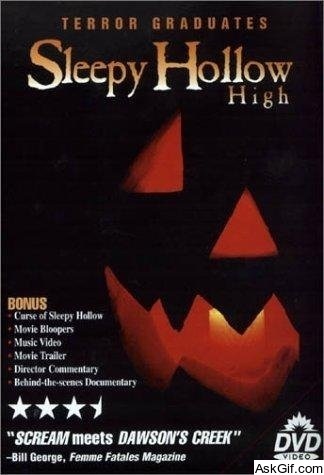 TERROR GRADUATES
Sleepy Hollow
High
BONUS
• Curse of Sleepy Hollow
• Movie Bloopers
• Music Video
• Movie Trailer
• Director Commentary
• Behind-the-scenes Documentary
"SCREAM meets DAWSON'S CREEK"
–Bill George, Femme Fatales Magazine
DVD
VIDEO
AskGif.com